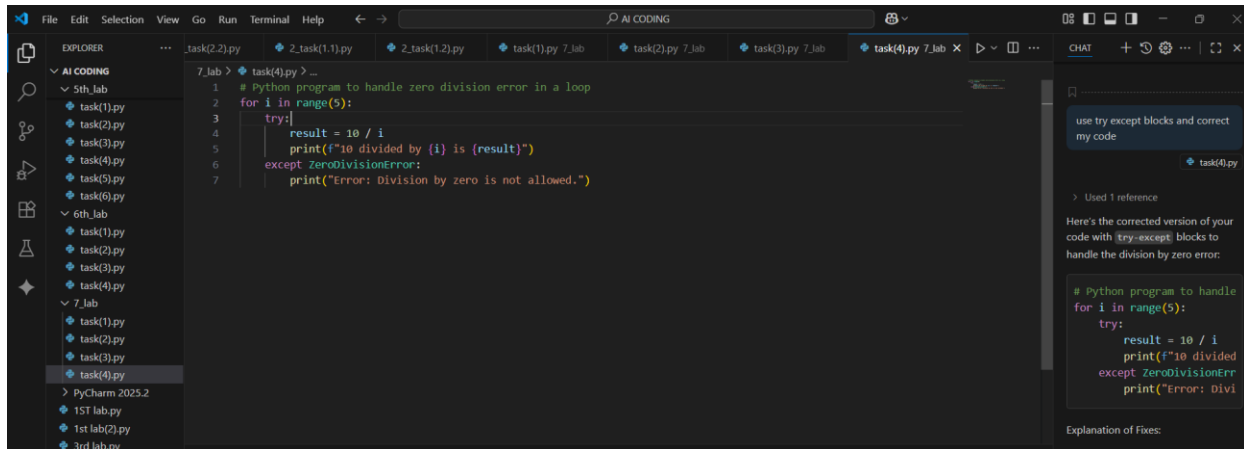 File Edit Selection View Go Run Terminal Help
AI CODING
EXPLORER
AI CODING
5th_lab
task(1).py
task(2).py
task(3).py
task(4).py
task(5).py
task(6).py
6th_lab
task(1).py
task(2).py
task(3).py
task(4).py
7_lab
task(1).py
task(2).py
task(3).py
task(4).py
PyCharm 2025.2
1ST lab.py
1st lab(2).py
3rd lab.py
_task(2.2).py 2_task(1.1).py 2_task(1.2).py task(1).py 7_lab task(2).py 7_lab task(3).py 7_lab task(4).py 7_lab
7_lab > task(4).py > ...
1 # Python program to handle zero division error in a loop
2 for i in range(5):
3 try:
4 result = 10 / i
5 print(f"10 divided by {i} is {result}")
6 except ZeroDivisionError:
7 print("Error: Division by zero is not allowed.")
CHAT
use try except blocks and correct
my code
task(4).py
> Used 1 reference
Here's the corrected version of your
code with try-except blocks to
handle the division by zero error:
# Python program to handle
for i in range(5):
try:
result = 10 / i
print(f"10 divided
except ZeroDivisionErr
print("Error: Divi
Explanation of Fixes: